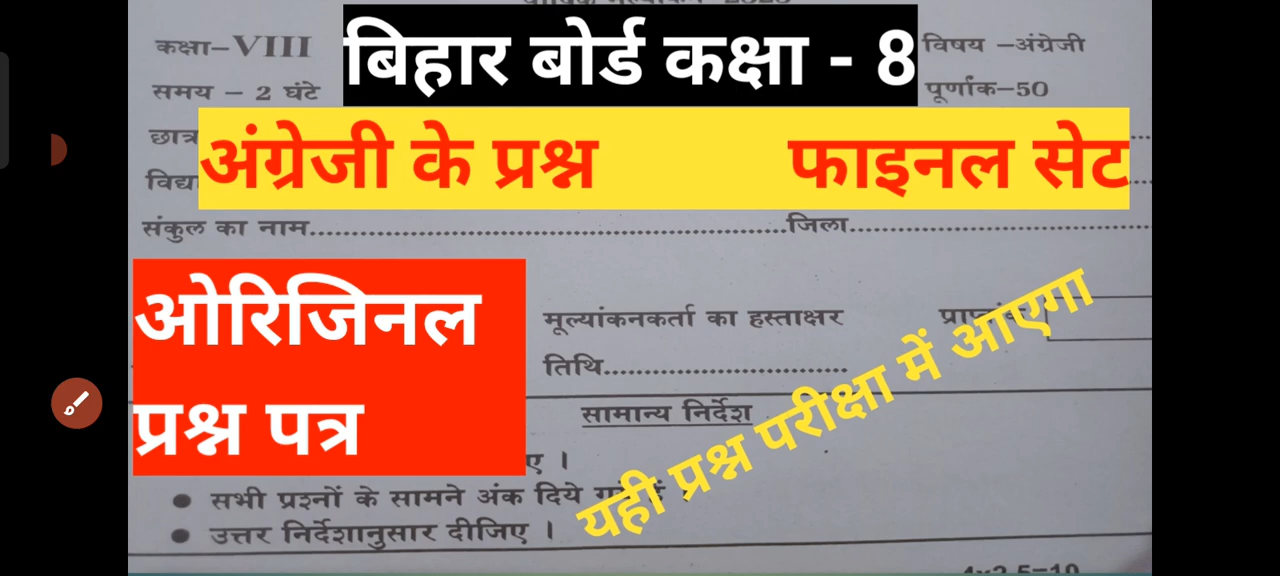 कक्षा–VIII
बिहार बोर्ड कक्षा - 8
विषय –अंग्रेजी
समय – 2 घंटे
पूर्णांक–50
अंग्रेजी के प्रश्न फाइनल सेट
संकुल का नाम.................................................जिला...............................
ओरिजिनल
प्रश्न पत्र
मूल्यांकनकर्ता का हस्ताक्षर
तिथि..............................
यही प्रश्न परीक्षा में आएगा
सामान्य निर्देश
● सभी प्रश्नों के सामने अंक दिये
● उत्तर निर्देशानुसार दीजिए ।